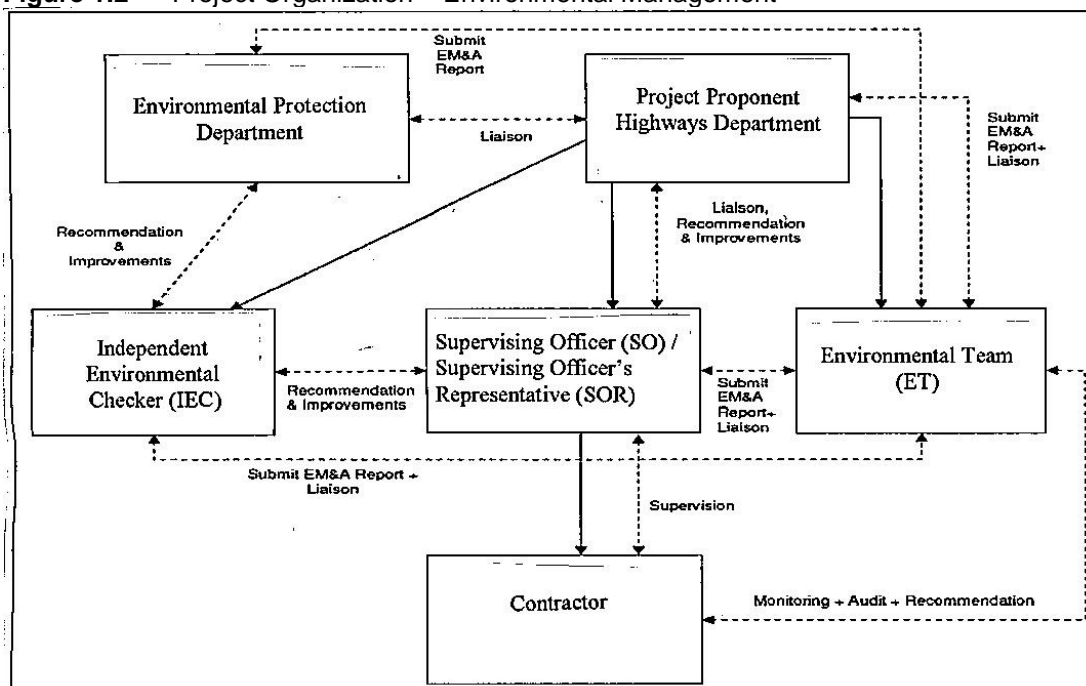 Project Organization
Environmental Management
Submit
EM&A
Report
Environmental Protection
Department
Liaison
Project Proponent
Highways Department
Submit
EM&A
Report+
Liaison
Recommendation
&
Improvements
Liaison,
Recommendation
& Improvements
Independent
Environmental
Checker (IEC)
Recommendation
& Improvements
Supervising Officer (SO) /
Supervising Officer's
Representative (SOR)
Submit
EM&A
Report+
Liaison
Environmental Team
(ET)
Submit EM&A Report +
Liaison
Supervision
Contractor
Monitoring + Audit + Recommendation